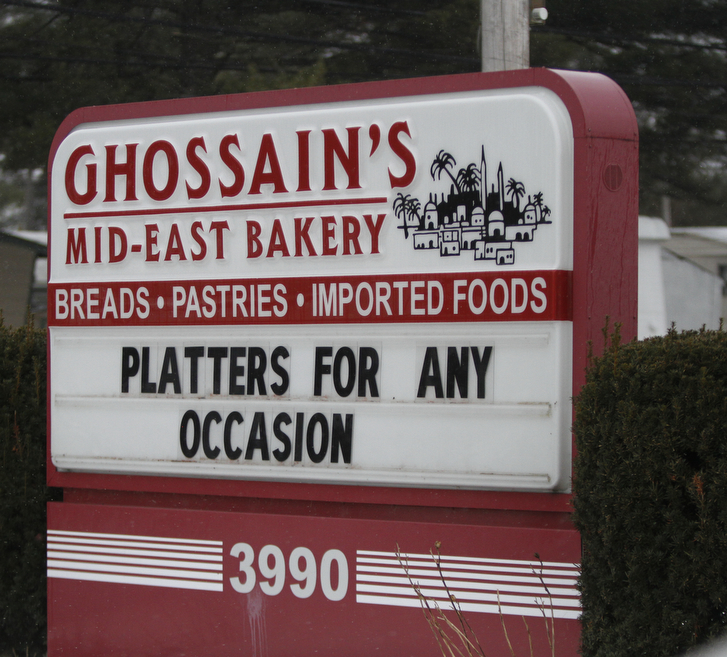 GHOSSAIN'S
MID-EAST BAKERY
BREADS • PASTRIES • IMPORTED FOODS
PLATTERS FOR ANY
OCCASION
3990